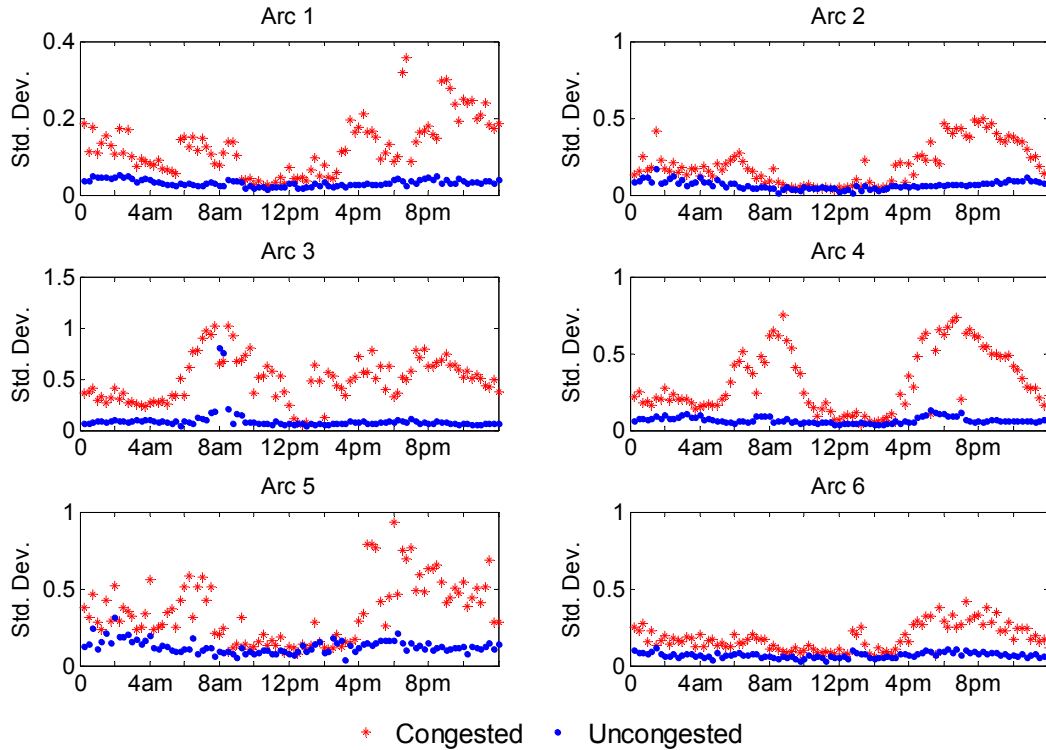 Arc 1
Std. Dev.
0.4
0.2
0
0 4am 8am 12pm 4pm 8pm
Arc 2
Std. Dev.
1
0.5
0
0 4am 8am 12pm 4pm 8pm
Arc 3
Std. Dev.
1.5
1
0.5
0
0 4am 8am 12pm 4pm 8pm
Arc 4
Std. Dev.
1
0.5
0
0 4am 8am 12pm 4pm 8pm
Arc 5
Std. Dev.
1
0.5
0
0 4am 8am 12pm 4pm 8pm
Arc 6
Std. Dev.
1
0.5
0
0 4am 8am 12pm 4pm 8pm
Congested Uncongested